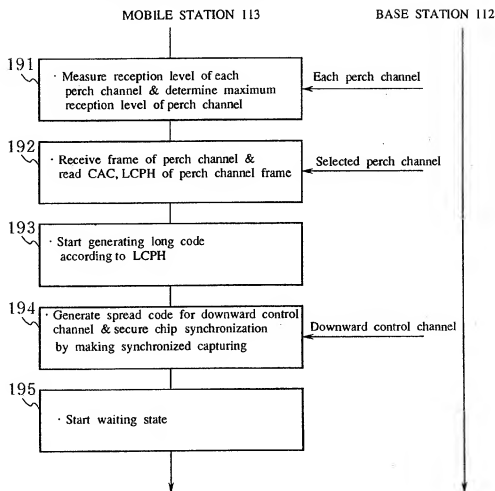 MOBILE STATION 113
BASE STATION 112
191
· Measure reception level of each
perch channel & determine maximum
reception level of perch channel
Each perch channel
192
· Receive frame of perch channel &
read CAC, LCPH of perch channel frame
Selected perch channel
193
· Start generating long code
according to LCPH
194
· Generate spread code for downward control
channel & secure chip synchronization
by making synchronized capturing
Downward control channel
195
· Start waiting state